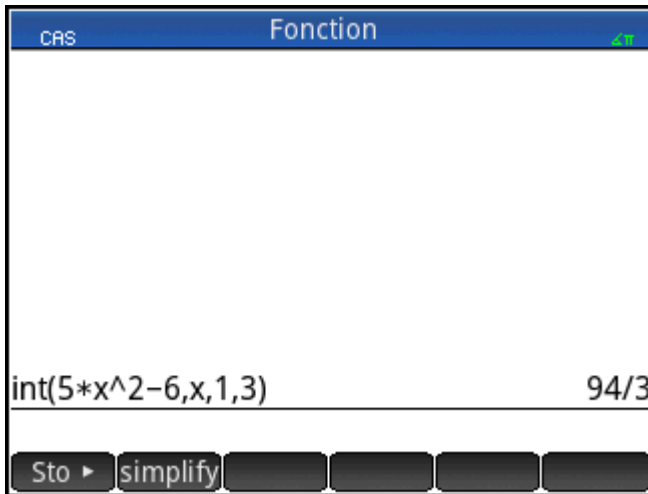 CAS Fonction ∡π
int(5*x^2−6,x,1,3) 94/3
Sto ▸ simplify